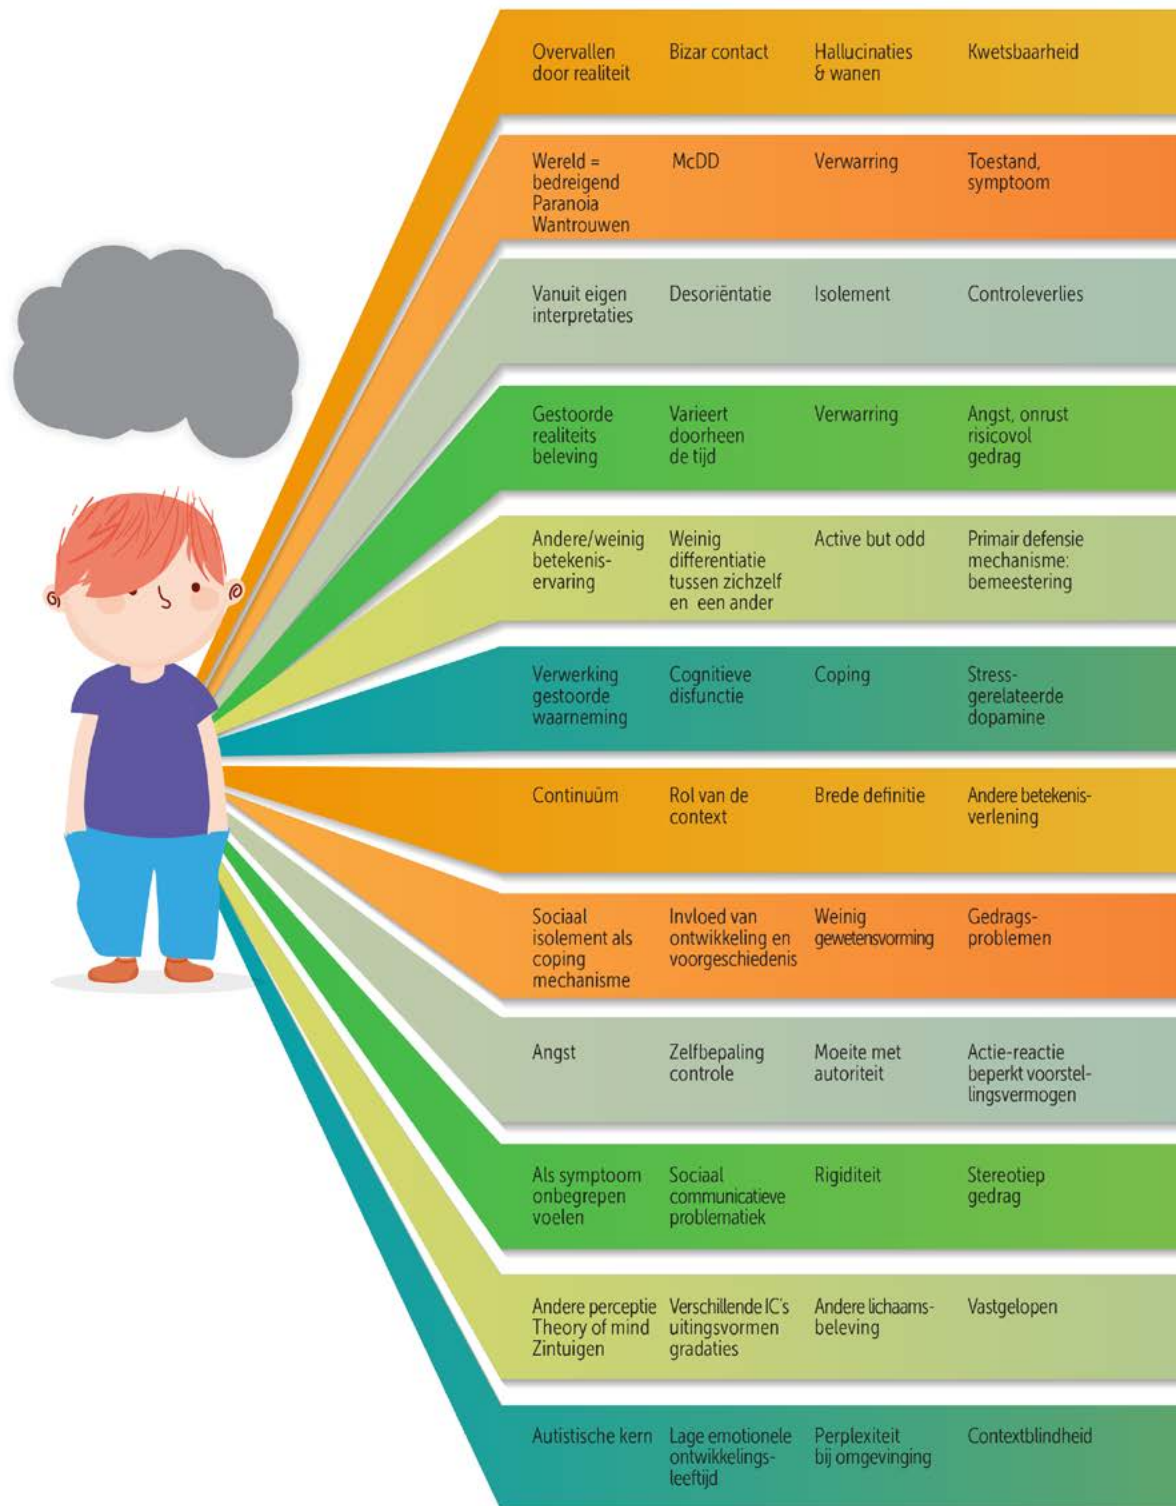 Overvallen
door realiteit
Bizar contact
Hallucinaties
& wanen
Kwetsbaarheid
Wereld =
bedreigend
Paranoia
Wantrouwen
McDD
Verwarring
Toestand,
symptoom
Vanuit eigen
interpretaties
Desoriëntatie
Isolement
Controleverlies
Gestoorde
realiteits
beleving
Varieert
doorheen
de tijd
Verwarring
Angst, onrust
risicovol
gedrag
Andere/weinig
betekenis-
ervaring
Weinig
differentiatie
tussen zichzelf
en een ander
Active but odd
Primair defensie
mechanisme:
bemeestering
Verwerking
gestoorde
waarneming
Cognitieve
disfunctie
Coping
Stress-
gerelateerde
dopamine
Continuüm
Rol van de
context
Brede definitie
Andere betekenis-
verlening
Sociaal
isolement als
coping
mechanisme
Invloed van
ontwikkeling en
voorgeschiedenis
Weinig
gewetensvorming
Gedrags-
problemen
Angst
Zelfbepaling
controle
Moeite met
autoriteit
Actie-reactie
beperkt voorstel-
lingsvermogen
Als symptoom
onbegrepen
voelen
Sociaal
communicatieve
problematiek
Rigiditeit
Stereotiep
gedrag
Andere perceptie
Theory of mind
Zintuigen
Verschillende IC's
uitingsvormen
gradaties
Andere lichaams-
beleving
Vastgelopen
Autistische kern
Lage emotionele
ontwikkelings-
leeftijd
Perplexiteit
bij omgevinging
Contextblindheid